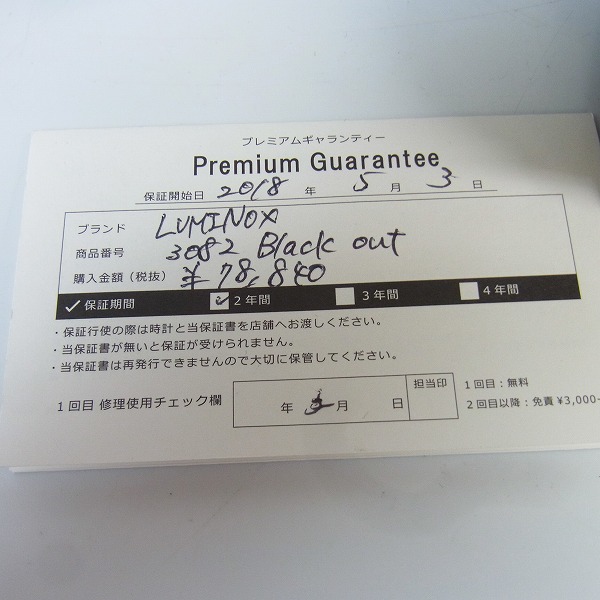 プレミアムギャランティー
Premium Guarantee
保証開始日 2018 年 5 月 3 日
ブランド LUMINOX
商品番号 3082 Black out
購入金額（税抜） ¥78,840
✓ 保証期間 ✓ 2年間 3年間 4年間
・保証行使の際は時計と当保証書を店舗へお渡しください。
・当保証書が無いと保証が受けられません。
・当保証書は再発行できませんので大切に保管してください。
1回目 修理使用チェック欄 年 月 日 担当印
1回目：無料
2回目以降：免責¥3,000-